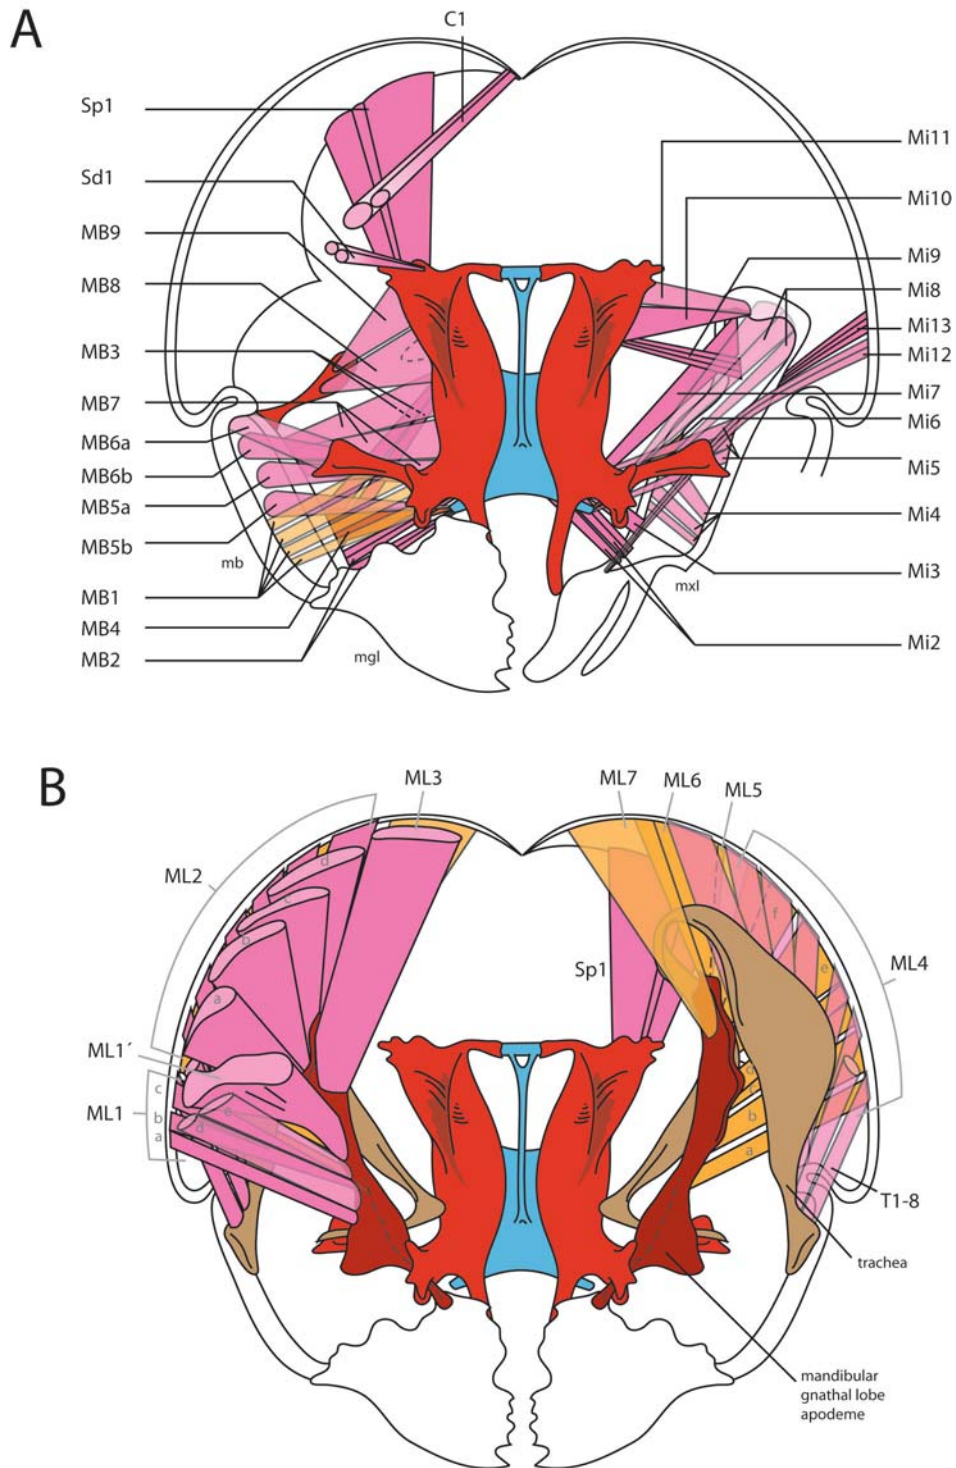 A
C1
Sp1
Sd1
MB9
MB8
MB3
MB7
MB6a
MB6b
MB5a
MB5b
mb
MB1
MB4
MB2
mgl
Mi11
Mi10
Mi9
Mi8
Mi13
Mi12
Mi7
Mi6
Mi5
Mi4
Mi3
mxl
Mi2
B
ML3
ML7
ML6
ML5
ML2
d
c
b
a
ML1´
ML1
c
b
a
e
d
Sp1
f
e
ML4
d
c
b
a
T1-8
trachea
mandibular
gnathal lobe
apodeme